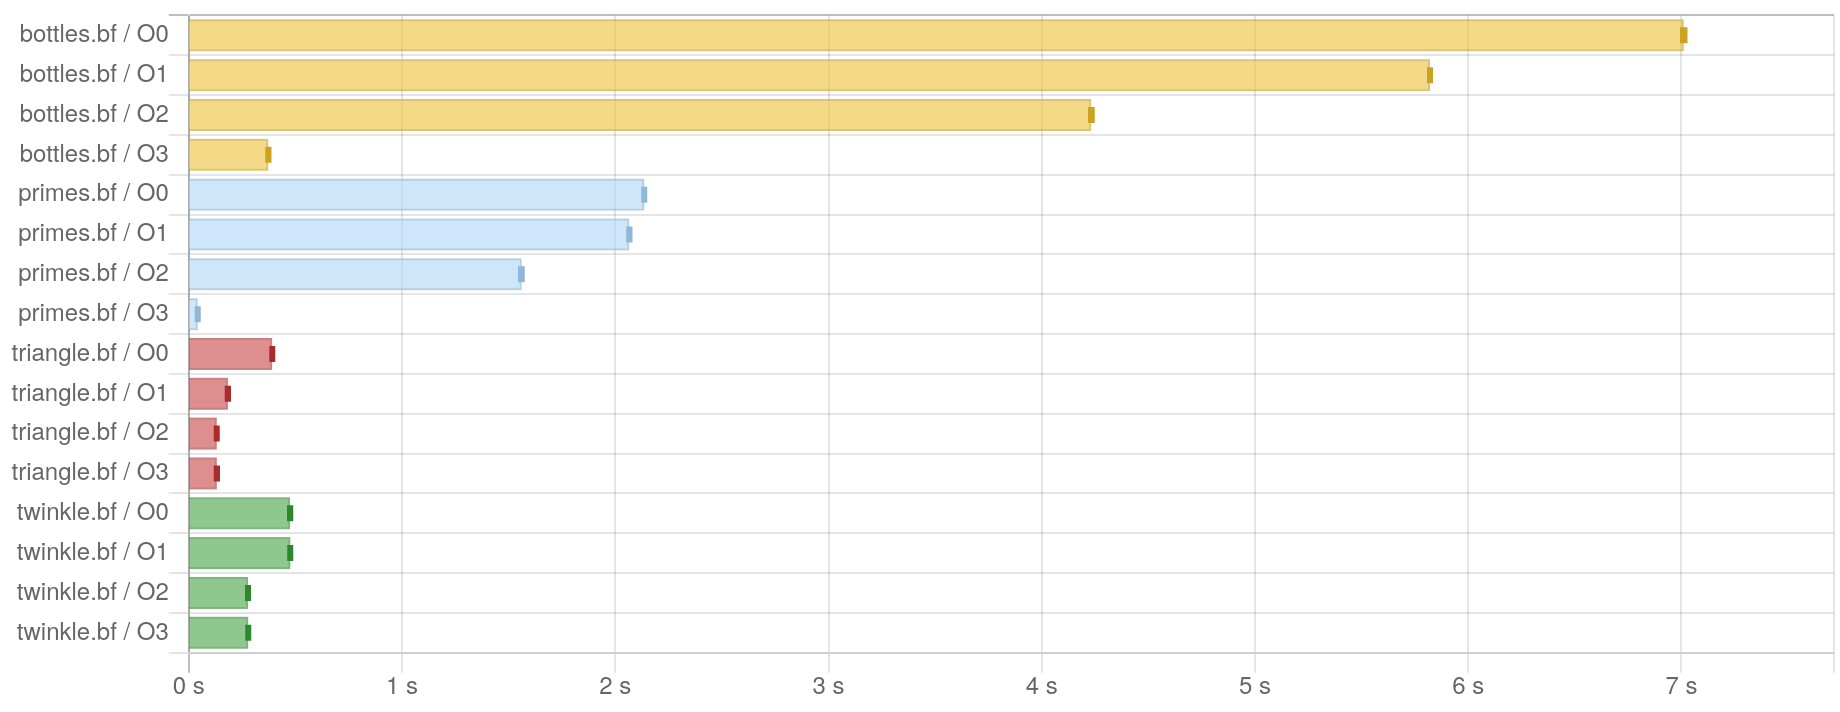 bottles.bf / O0
bottles.bf / O1
bottles.bf / O2
bottles.bf / O3
primes.bf / O0
primes.bf / O1
primes.bf / O2
primes.bf / O3
triangle.bf / O0
triangle.bf / O1
triangle.bf / O2
triangle.bf / O3
twinkle.bf / O0
twinkle.bf / O1
twinkle.bf / O2
twinkle.bf / O3
0 s 1 s 2 s 3 s 4 s 5 s 6 s 7 s